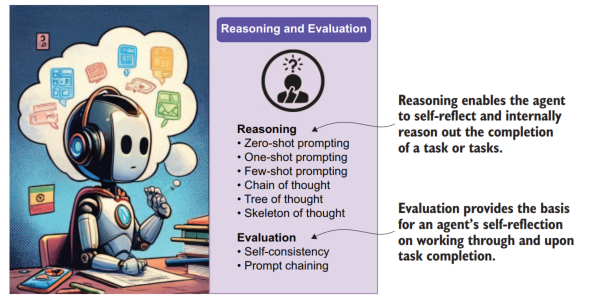 Reasoning and Evaluation
Reasoning
• Zero-shot prompting
• One-shot prompting
• Few-shot prompting
• Chain of thought
• Tree of thought
• Skeleton of thought
Evaluation
• Self-consistency
• Prompt chaining
Reasoning enables the agent
to self-reflect and internally
reason out the completion
of a task or tasks.
Evaluation provides the basis
for an agent’s self-reflection
on working through and upon
task completion.